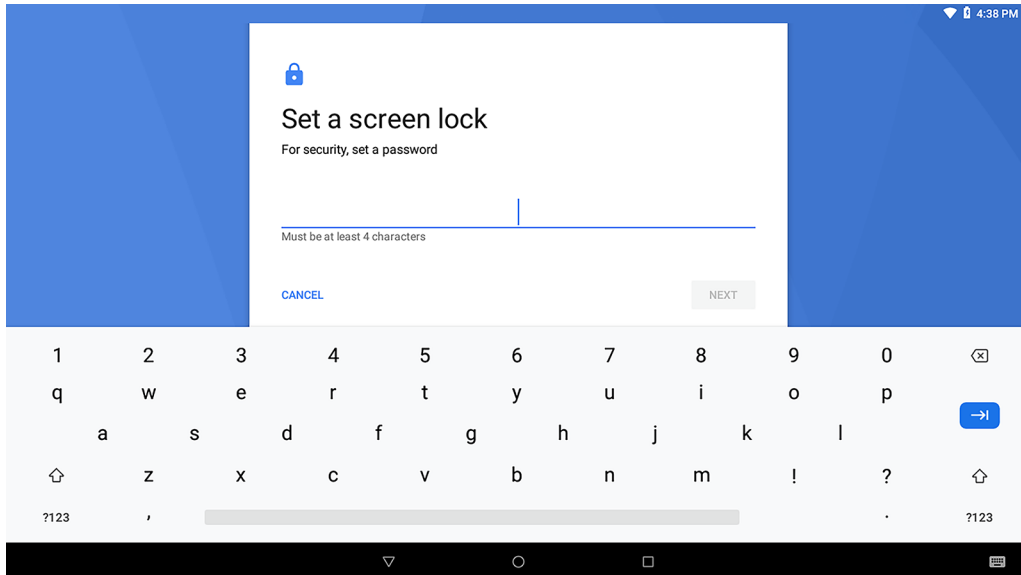 4:38 PM
Set a screen lock
For security, set a password
Must be at least 4 characters
CANCEL NEXT
1 2 3 4 5 6 7 8 9 0
q w e r t y u i o p
a s d f g h j k l
z x c v b n m ! ?
?123 , . ?123